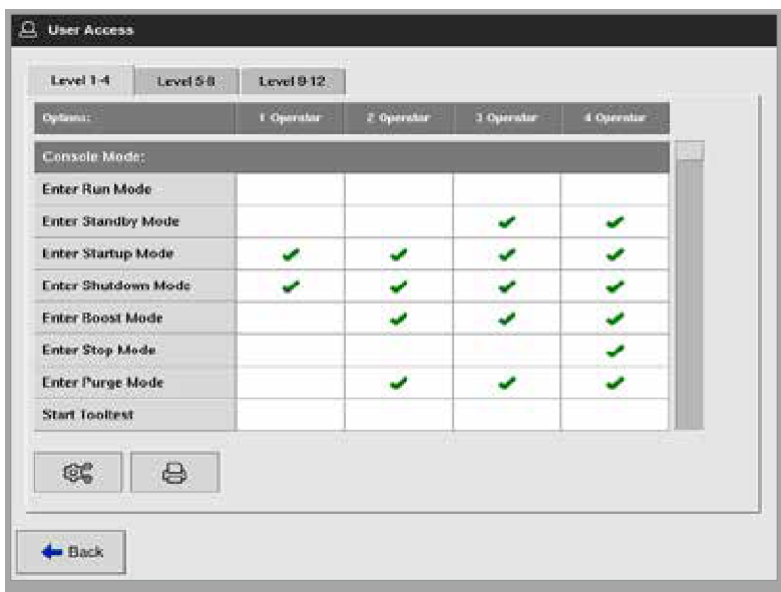 User Access
Level 1-4 Level 5-8 Level 9-12
Options: 1 Operator 2 Operator 3 Operator 4 Operator
Console Mode:
Enter Run Mode
Enter Standby Mode
Enter Startup Mode
Enter Shutdown Mode
Enter Boost Mode
Enter Stop Mode
Enter Purge Mode
Start Tooltest
Back